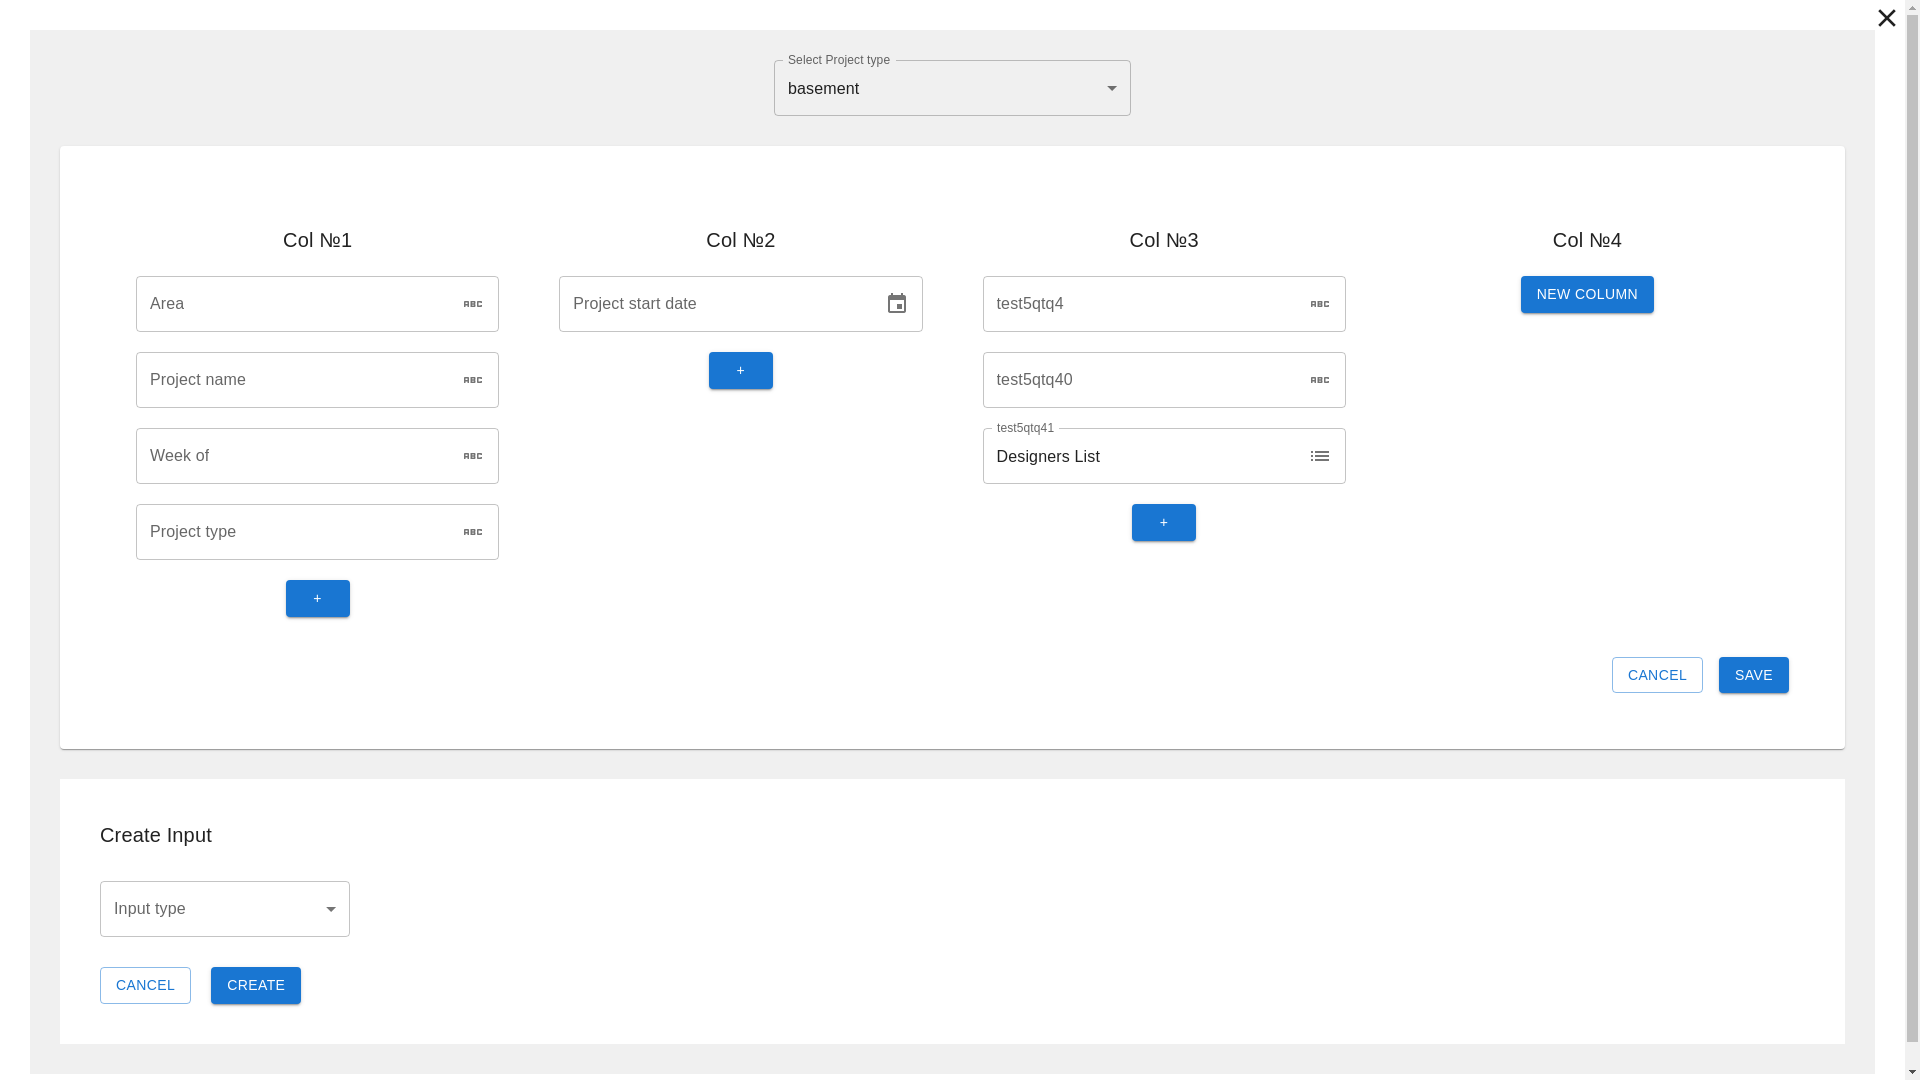 Select Project type
basement
Col №1
Col №2
Col №3
Col №4
Area
ABC
Project start date
test5qtq4
ABC
NEW COLUMN
Project name
ABC
+
test5qtq40
ABC
Week of
ABC
test5qtq41
Designers List
Project type
ABC
+
+
CANCEL
SAVE
Create Input
Input type
CANCEL
CREATE